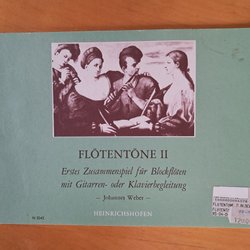 FLÖTENTÖNE II
Erstes Zusammenspiel für Blockflöten
mit Gitarren- oder Klavierbegleitung
– Johannes Weber –
HEINRICHSHOFEN